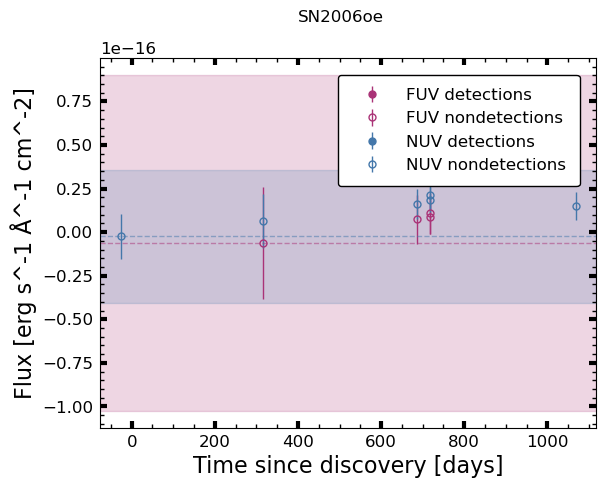 SN2006oe
1e−16
FUV detections
FUV nondetections
NUV detections
NUV nondetections
0.75
0.50
0.25
0.00
−0.25
−0.50
−0.75
−1.00
Flux [erg s^-1 Å^-1 cm^-2]
0 200 400 600 800 1000
Time since discovery [days]